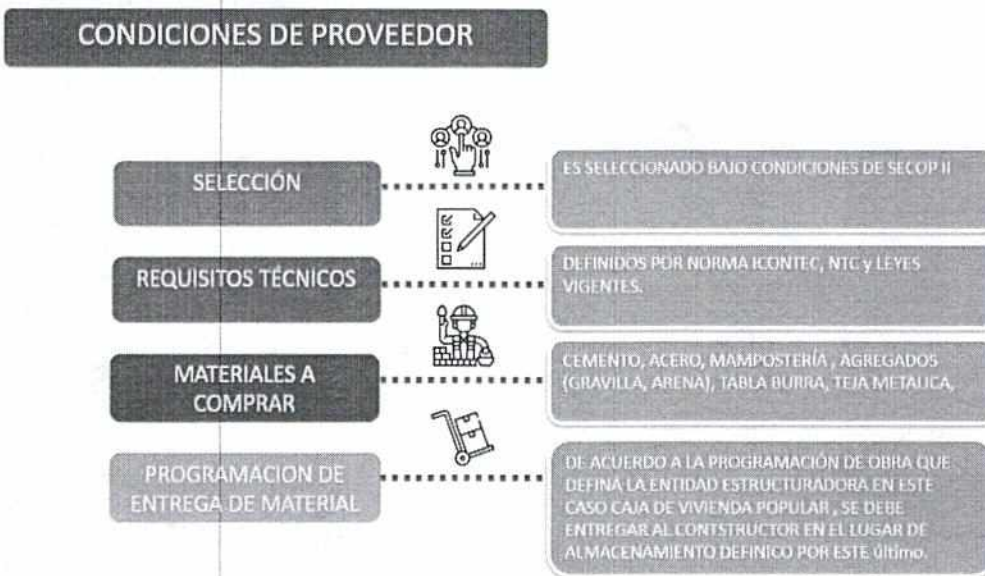 CONDICIONES DE PROVEEDOR
SELECCIÓN
ES SELECCIONADO BAJO CONDICIONES DE SECOP II
REQUISITOS TÉCNICOS
DEFINIDOS POR NORMA ICONTEC, NTC y LEYES
VIGENTES.
MATERIALES A
COMPRAR
CEMENTO, ACERO, MAMPOSTERÍA , AGREGADOS
(GRAVILLA, ARENA), TABLA BURRA, TEJA METALICA,
PROGRAMACION DE
ENTREGA DE MATERIAL
DE ACUERDO A LA PROGRAMACIÓN DE OBRA QUE
DEFINA LA ENTIDAD ESTRUCTURADORA EN ESTE
CASO CAJA DE VIVIENDA POPULAR , SE DEBE
ENTREGAR AL CONTSTRUCTOR EN EL LUGAR DE
ALMACENAMIENTO DEFINICO POR ESTE último.